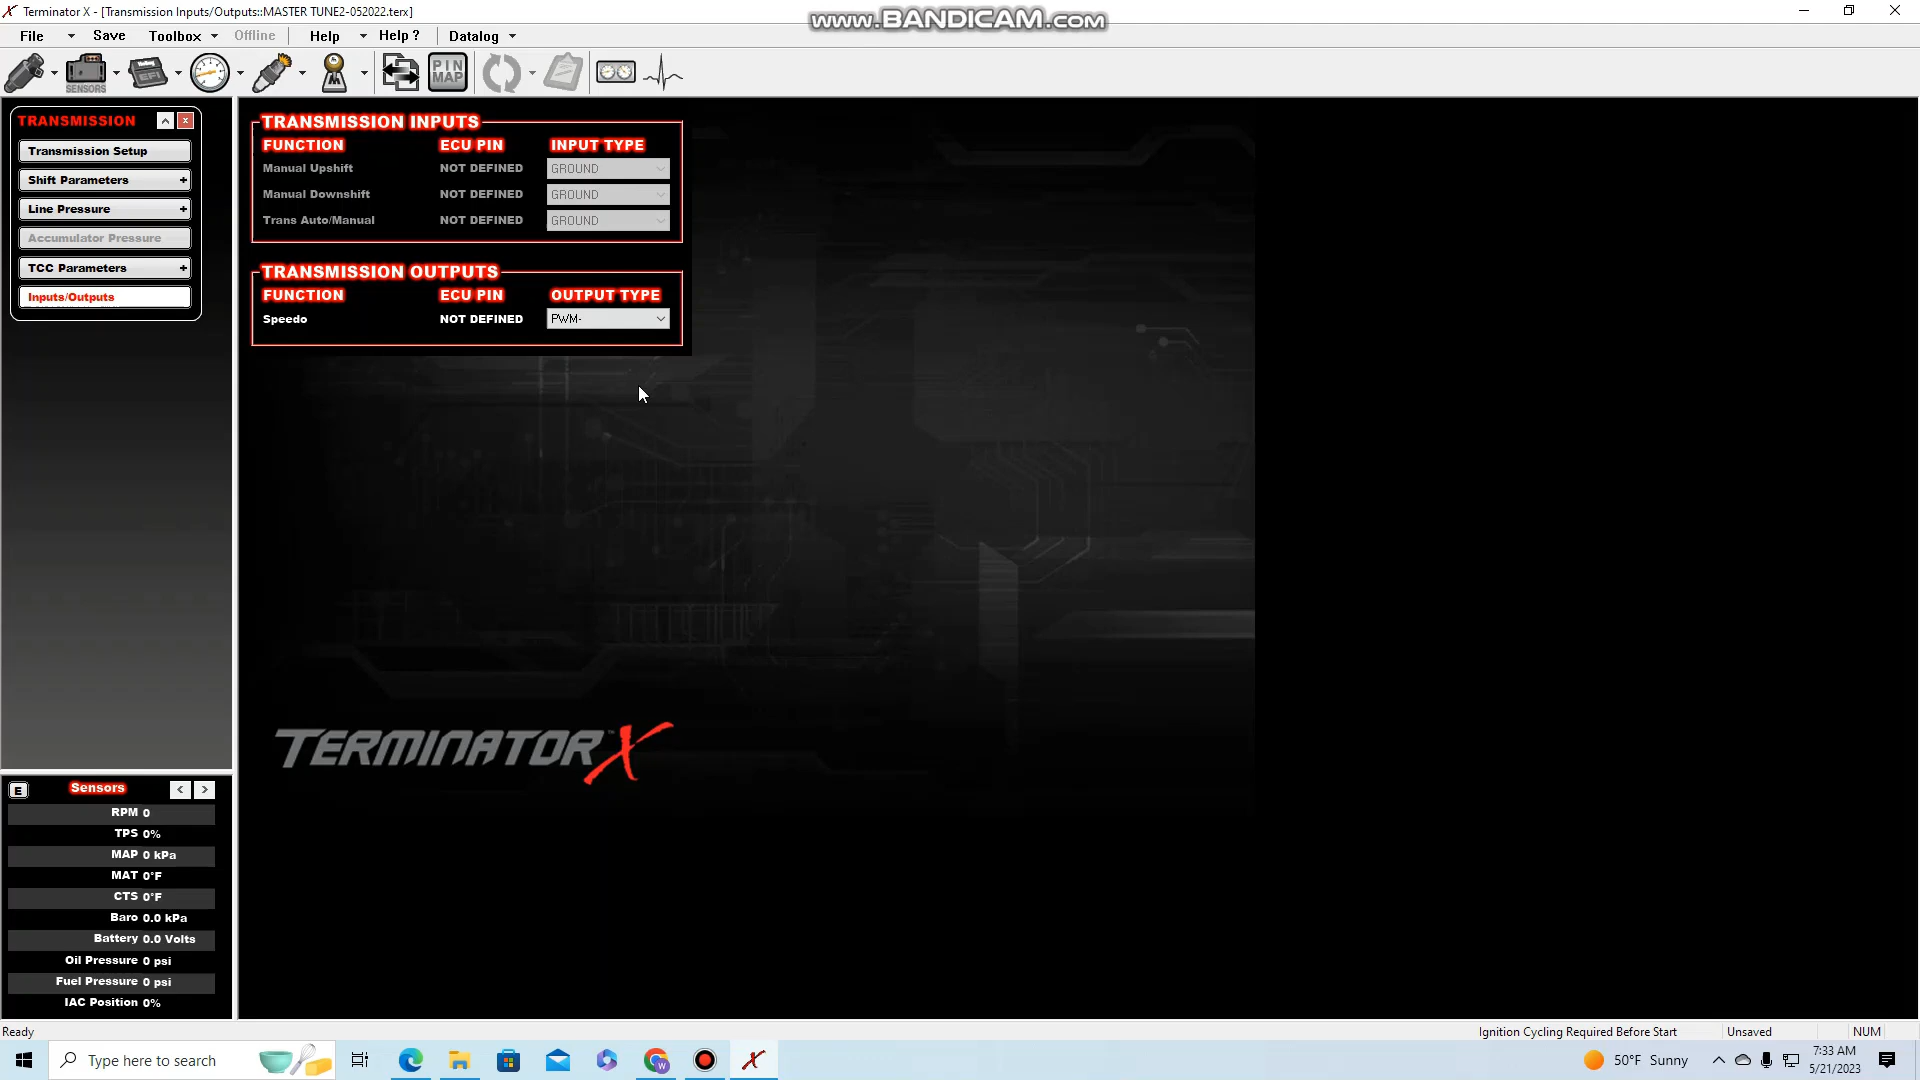 Terminator X - [Transmission Inputs/Outputs::MASTER TUNE2-052022.terx]
www.BANDICAM.com
File Save Toolbox Offline Help Help ? Datalog
SENSORS
EFI
PIN MAP
TRANSMISSION
Transmission Setup
Shift Parameters +
Line Pressure +
Accumulator Pressure
TCC Parameters +
Inputs/Outputs
TRANSMISSION INPUTS
FUNCTION ECU PIN INPUT TYPE
Manual Upshift NOT DEFINED GROUND
Manual Downshift NOT DEFINED GROUND
Trans Auto/Manual NOT DEFINED GROUND
TRANSMISSION OUTPUTS
FUNCTION ECU PIN OUTPUT TYPE
Speedo NOT DEFINED PWM-
TERMINATOR X
E Sensors < >
RPM 0
TPS 0%
MAP 0 kPa
MAT 0°F
CTS 0°F
Baro 0.0 kPa
Battery 0.0 Volts
Oil Pressure 0 psi
Fuel Pressure 0 psi
IAC Position 0%
Ready Ignition Cycling Required Before Start Unsaved NUM
Type here to search
W
50°F Sunny
7:33 AM
5/21/2023